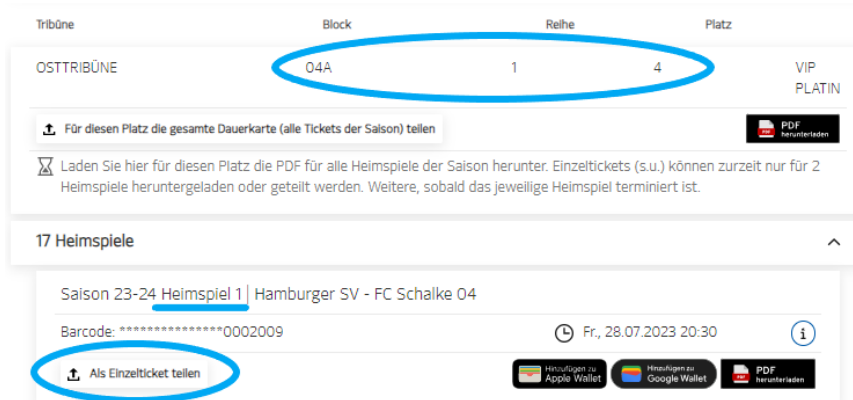 Tribüne Block Reihe Platz
OSTTRIBÜNE 04A 1 4 VIP
PLATIN
Für diesen Platz die gesamte Dauerkarte (alle Tickets der Saison) teilen
PDF
herunterladen
Laden Sie hier für diesen Platz die PDF für alle Heimspiele der Saison herunter. Einzeltickets (s.u.) können zurzeit nur für 2
Heimspiele heruntergeladen oder geteilt werden. Weitere, sobald das jeweilige Heimspiel terminiert ist.
17 Heimspiele
Saison 23-24 Heimspiel 1 | Hamburger SV - FC Schalke 04
Barcode: ***************0002009 Fr., 28.07.2023 20:30 i
Als Einzelticket teilen
Hinzufügen zu
Apple Wallet
Hinzufügen zu
Google Wallet
PDF
herunterladen